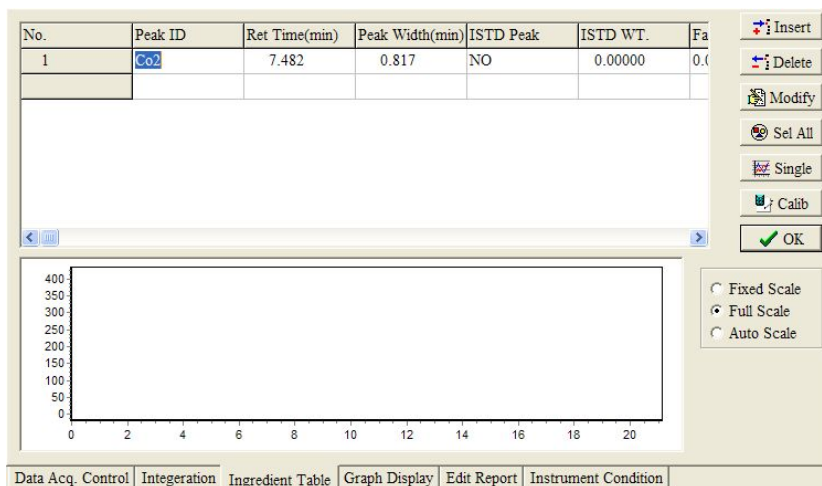 No. Peak ID Ret Time(min) Peak Width(min) ISTD Peak ISTD WT. Fa
1 Co2 7.482 0.817 NO 0.00000 0.0
Insert
Delete
Modify
Sel All
Single
Calib
OK
400
350
300
250
200
150
100
50
0
0 2 4 6 8 10 12 14 16 18 20
Fixed Scale
Full Scale
Auto Scale
Data Acq. Control Integeration Ingredient Table Graph Display Edit Report Instrument Condition